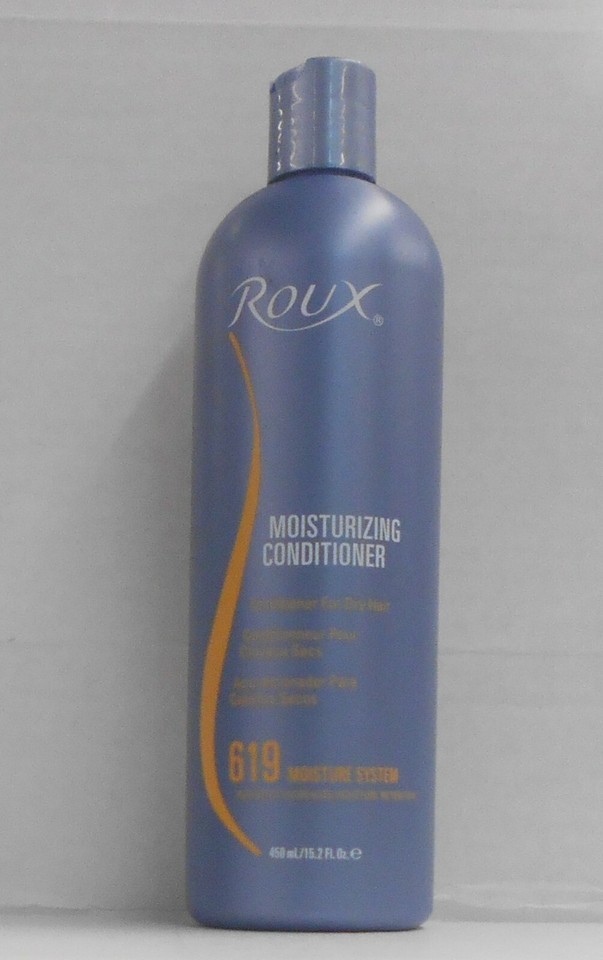 ROUX®
MOISTURIZING
CONDITIONER
Conditioner For Dry Hair
Conditionneur Pour
Cheveux Secs
Acondicionador Para
Cabellos Secos
619 MOISTURE SYSTEM
450 mL/15.2 FL. Oz. ℮